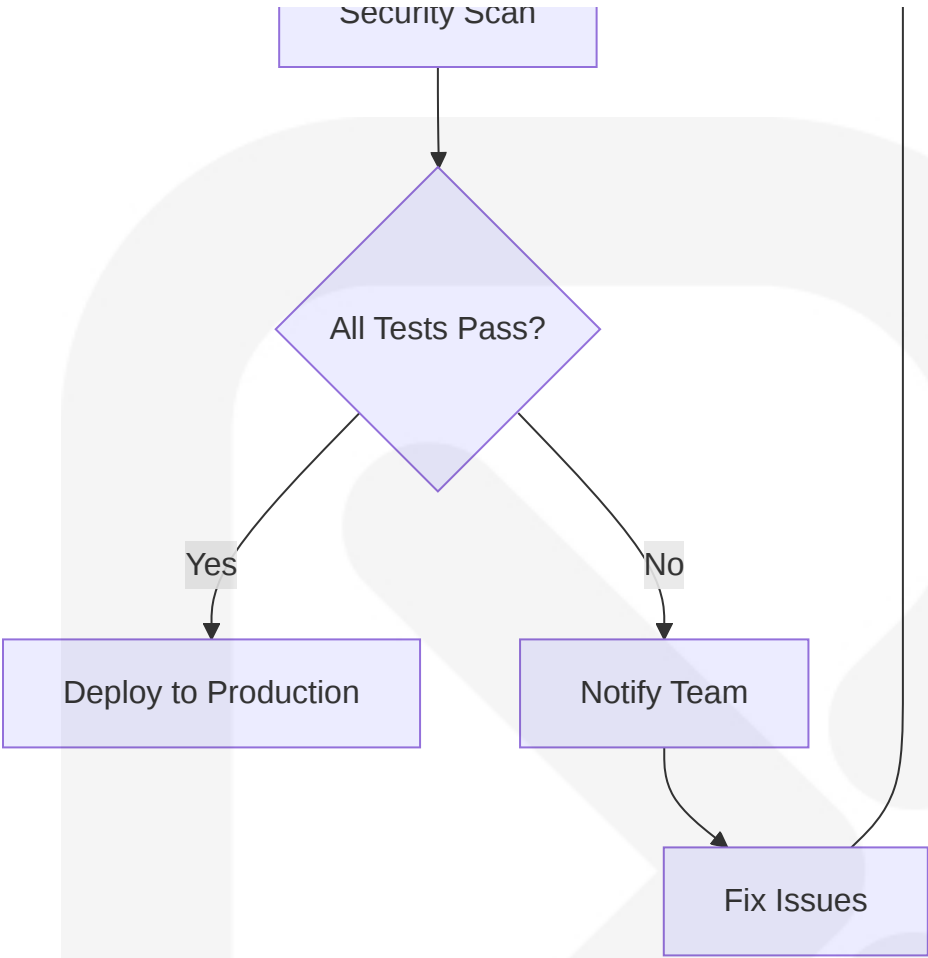 Security Scan
All Tests Pass?
Yes
No
Deploy to Production
Notify Team
Fix Issues